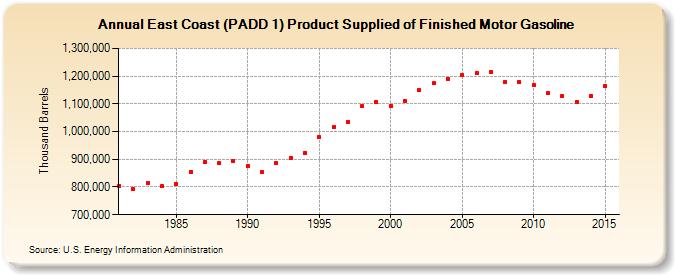 Annual East Coast (PADD 1) Product Supplied of Finished Motor Gasoline
Thousand Barrels
1,300,000
1,200,000
1,100,000
1,000,000
900,000
800,000
700,000
1985 1990 1995 2000 2005 2010 2015
Source: U.S. Energy Information Administration